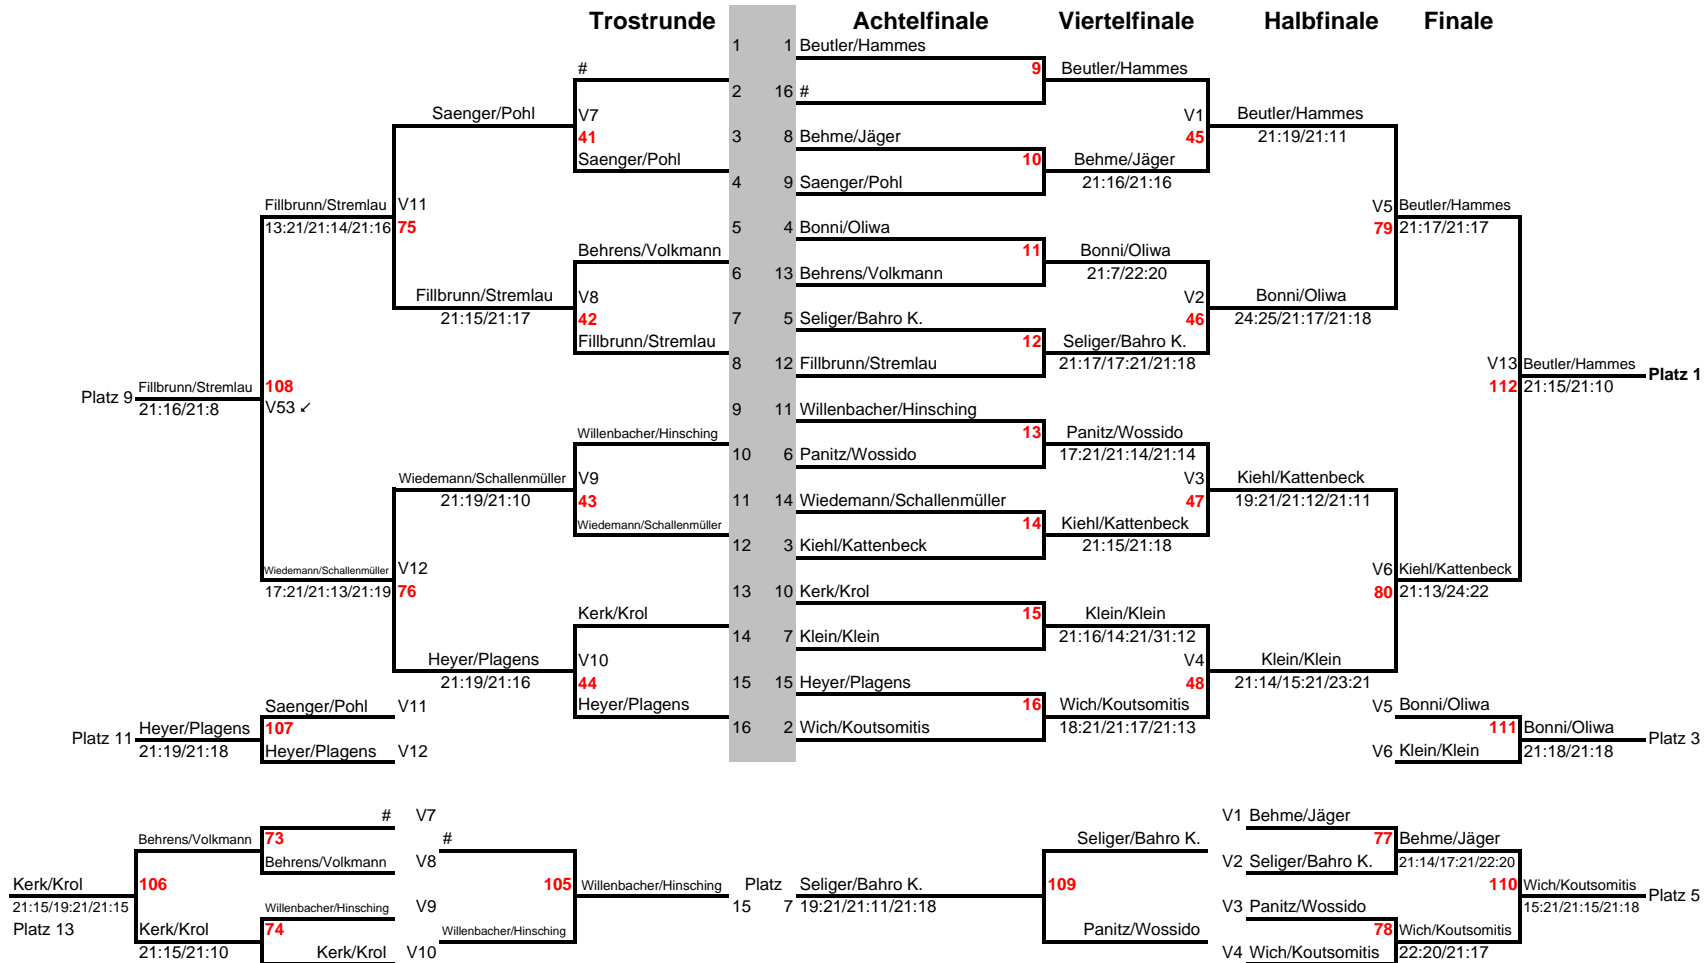 Trostrunde Achtelfinale Viertelfinale Halbfinale Finale
1 1 Beutler/Hammes
# 9 Beutler/Hammes
2 16 #
Saenger/Pohl V7 V1 Beutler/Hammes
41 3 8 Behme/Jäger 45 21:19/21:11
Saenger/Pohl 10 Behme/Jäger
4 9 Saenger/Pohl 21:16/21:16
Fillbrunn/Stremlau V11 V5 Beutler/Hammes
13:21/21:14/21:16 75 5 4 Bonni/Oliwa 79 21:17/21:17
Behrens/Volkmann 11 Bonni/Oliwa
6 13 Behrens/Volkmann 21:7/22:20
Fillbrunn/Stremlau V8 V2 Bonni/Oliwa
21:15/21:17 42 7 5 Seliger/Bahro K. 46 24:25/21:17/21:18
Fillbrunn/Stremlau 12 Seliger/Bahro K.
8 12 Fillbrunn/Stremlau 21:17/17:21/21:18 V13 Beutler/Hammes
Platz 9 Fillbrunn/Stremlau 108 112 21:15/21:10 Platz 1
21:16/21:8 V53 ↙ 9 11 Willenbacher/Hinsching
Willenbacher/Hinsching 13 Panitz/Wossido
10 6 Panitz/Wossido 17:21/21:14/21:14
Wiedemann/Schallenmüller V9 V3 Kiehl/Kattenbeck
21:19/21:10 43 11 14 Wiedemann/Schallenmüller 47 19:21/21:12/21:11
Wiedemann/Schallenmüller 14 Kiehl/Kattenbeck
12 3 Kiehl/Kattenbeck 21:15/21:18
Wiedemann/Schallenmüller V12 V6 Kiehl/Kattenbeck
17:21/21:13/21:19 76 13 10 Kerk/Krol 80 21:13/24:22
Kerk/Krol 15 Klein/Klein
14 7 Klein/Klein 21:16/14:21/31:12
Heyer/Plagens V10 V4 Klein/Klein
21:19/21:16 44 15 15 Heyer/Plagens 48 21:14/15:21/23:21
Saenger/Pohl V11 Heyer/Plagens 16 Wich/Koutsomitis V5 Bonni/Oliwa
Platz 11 Heyer/Plagens 107 16 2 Wich/Koutsomitis 18:21/21:17/21:13 111 Bonni/Oliwa Platz 3
21:19/21:18 Heyer/Plagens V12 V6 Klein/Klein 21:18/21:18
# V7 V1 Behme/Jäger
Behrens/Volkmann 73 # Seliger/Bahro K. 77 Behme/Jäger
Behrens/Volkmann V8 V2 Seliger/Bahro K. 21:14/17:21/22:20
Kerk/Krol 106 105 Willenbacher/Hinsching Platz Seliger/Bahro K. 109 110 Wich/Koutsomitis Platz 5
21:15/19:21/21:15 Willenbacher/Hinsching V9 15 7 19:21/21:11/21:18 V3 Panitz/Wossido 15:21/21:15/21:18
Platz 13 Kerk/Krol 74 Willenbacher/Hinsching Panitz/Wossido 78 Wich/Koutsomitis
21:15/21:10 Kerk/Krol V10 V4 Wich/Koutsomitis 22:20/21:17